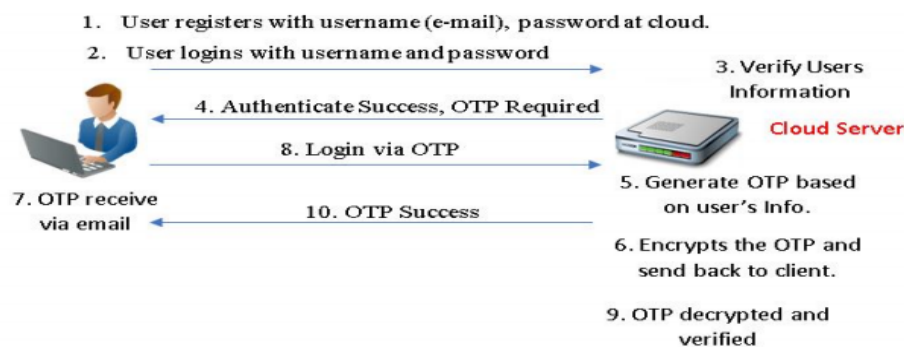 1. User registers with username (e-mail), password at cloud.
2. User logins with username and password
3. Verify Users
Information
4. Authenticate Success, OTP Required
Cloud Server
8. Login via OTP
5. Generate OTP based
on user's Info.
7. OTP receive
via email
10. OTP Success
6. Encrypts the OTP and
send back to client.
9. OTP decrypted and
verified